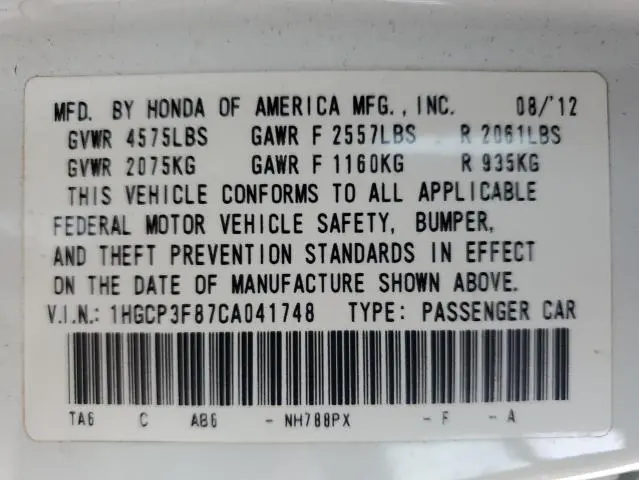 MFD. BY HONDA OF AMERICA MFG., INC. 08/'12
GVWR 4575LBS GAWR F 2557LBS R 2061LBS
GVWR 2075KG GAWR F 1160KG R 935KG
THIS VEHICLE CONFORMS TO ALL APPLICABLE
FEDERAL MOTOR VEHICLE SAFETY, BUMPER,
AND THEFT PREVENTION STANDARDS IN EFFECT
ON THE DATE OF MANUFACTURE SHOWN ABOVE.
V.I.N.: 1HGCP3F87CA041748 TYPE: PASSENGER CAR
TA6 C AB6 - NH788PX - F - A